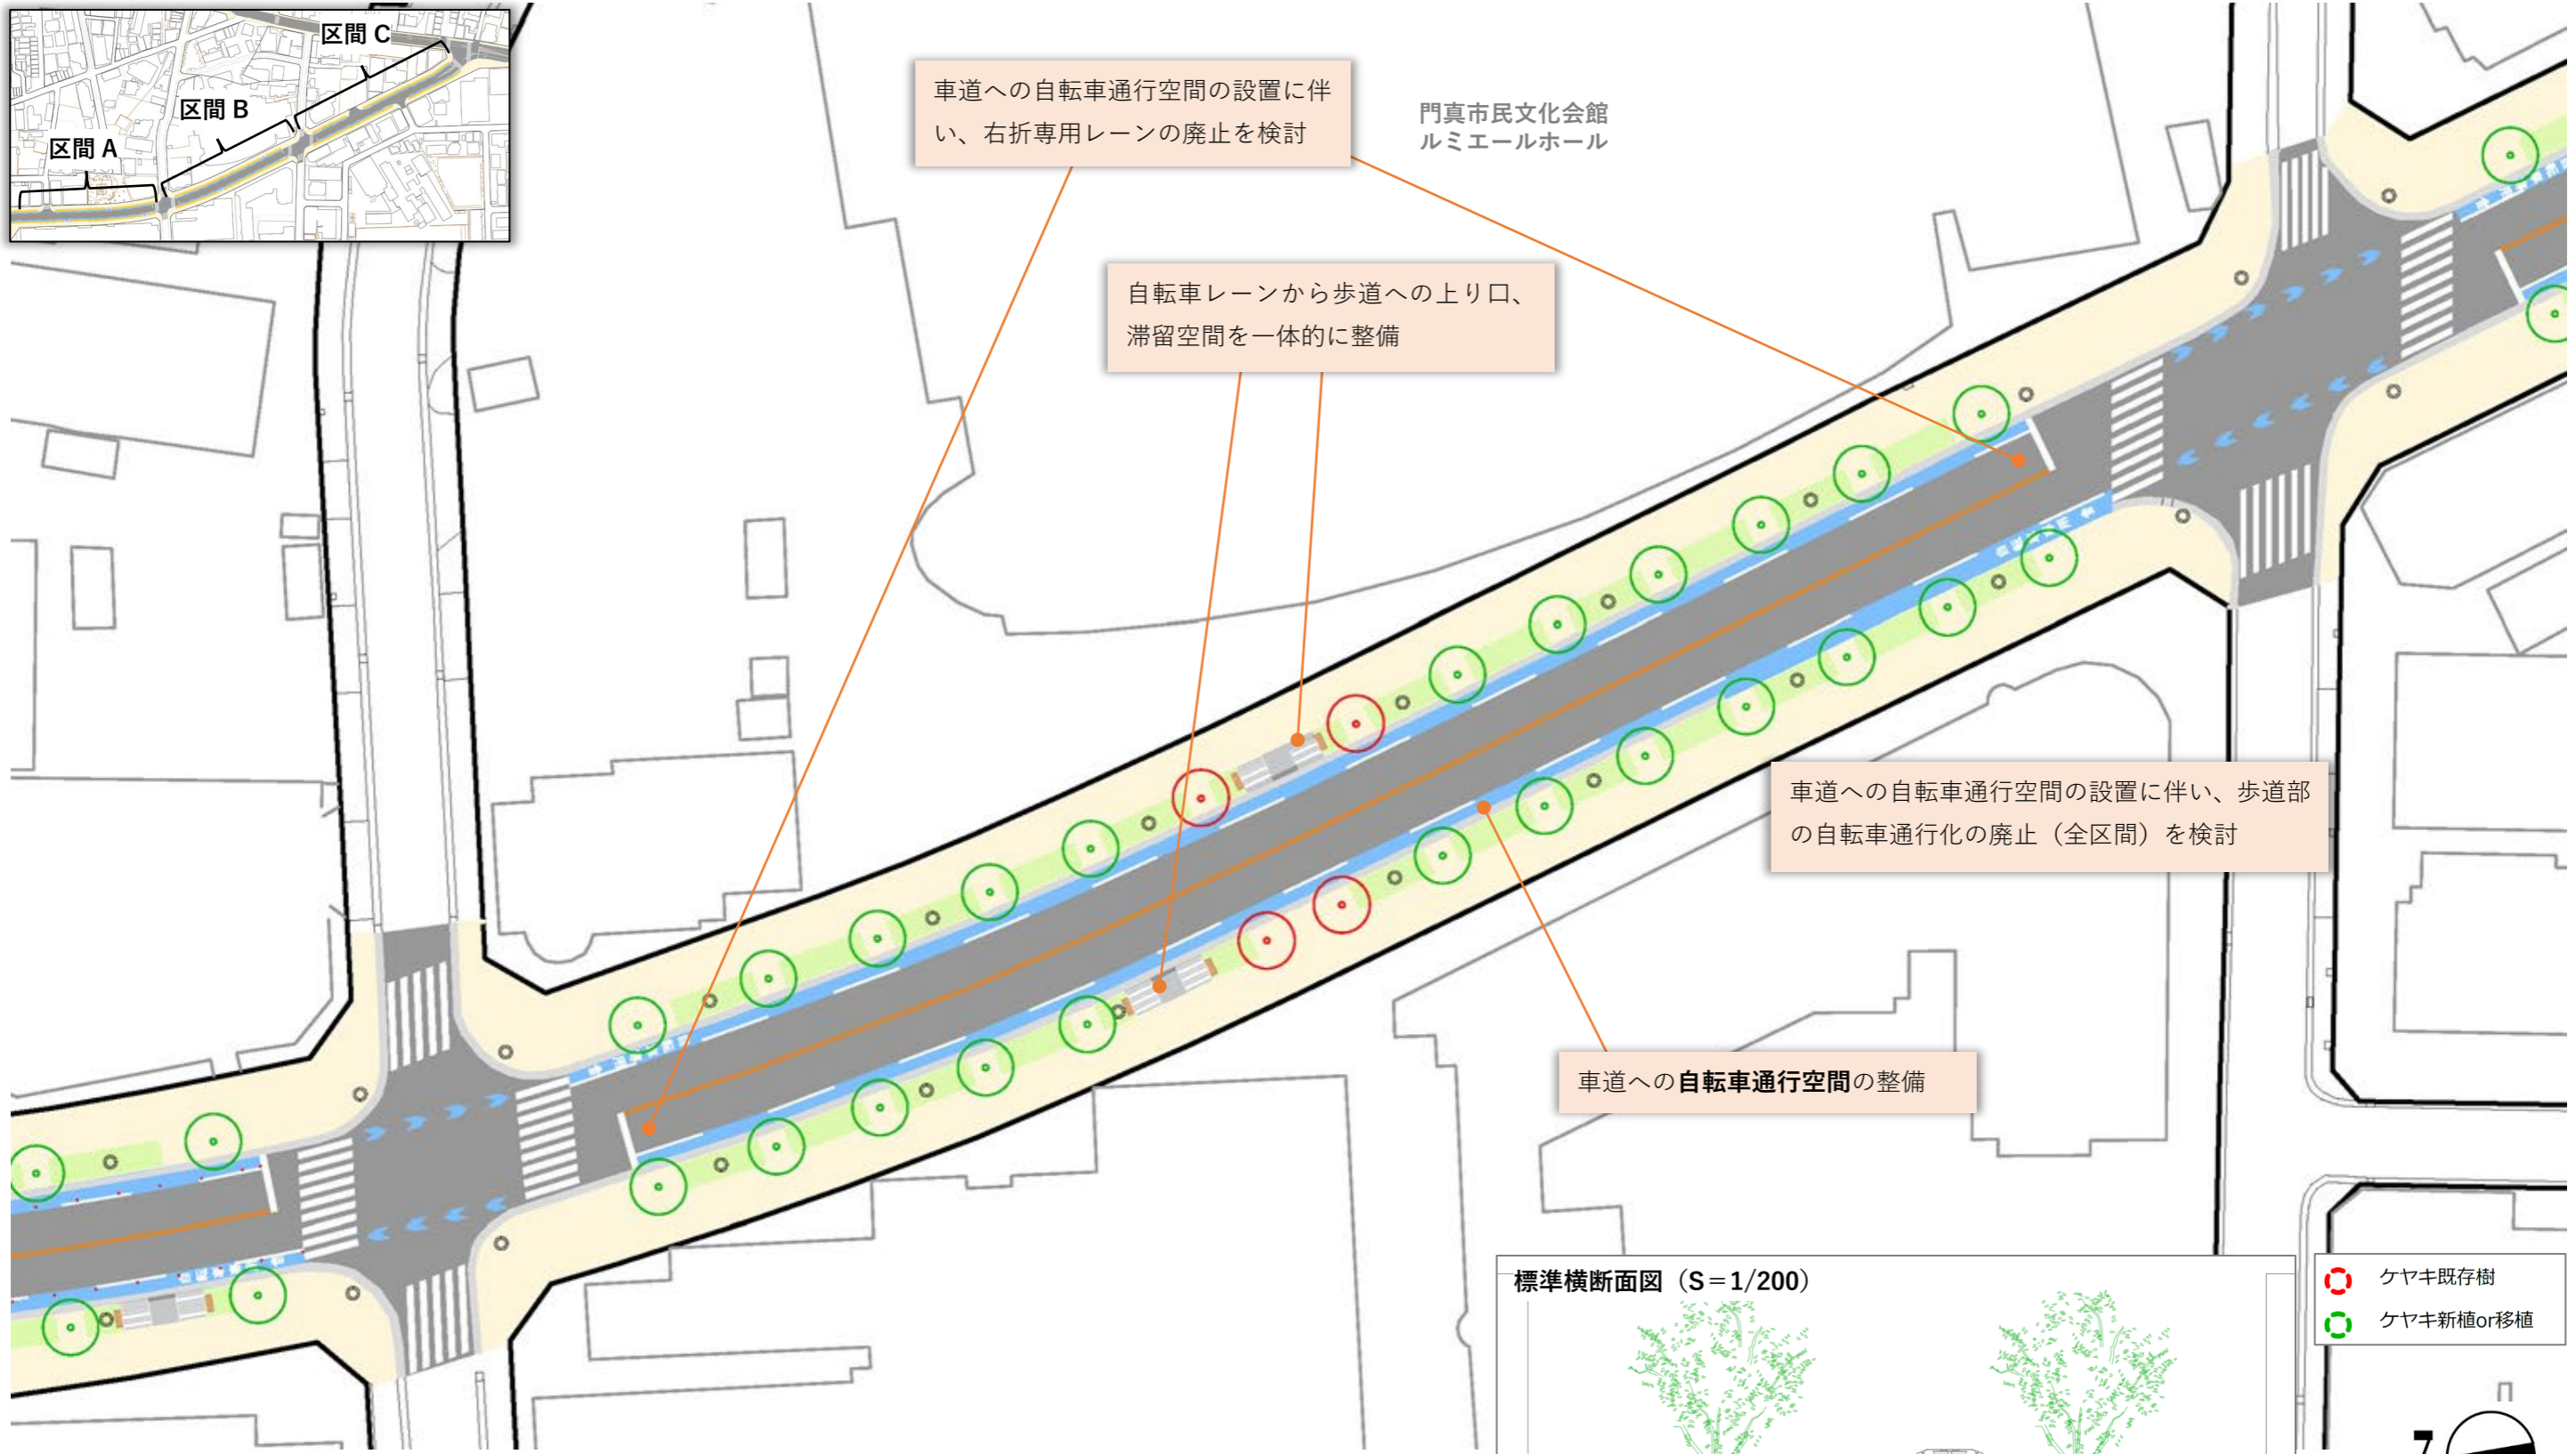 区間 C
区間 B
区間 A
車道への自転車通行空間の設置に伴
い、右折専用レーンの廃止を検討
門真市民文化会館
ルミエールホール
自転車レーンから歩道への上り口、
滞留空間を一体的に整備
車道への自転車通行空間の設置に伴い、歩道部
の自転車通行化の廃止（全区間）を検討
車道への自転車通行空間の整備
標準横断面図（S＝1/200）
ケヤキ既存樹
ケヤキ新植or移植